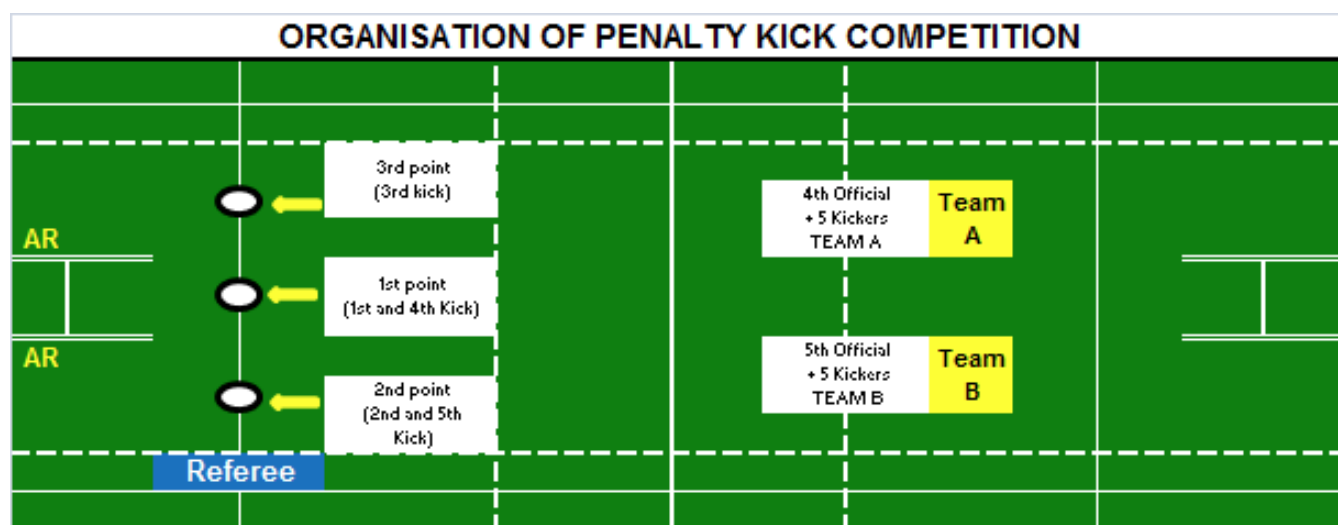 ORGANISATION OF PENALTY KICK COMPETITION
3rd point
(3rd kick)
4th Official
+ 5 Kickers
TEAM A
Team
A
AR
1st point
(1st and 4th Kick)
AR
5th Official
+ 5 Kickers
TEAM B
Team
B
2nd point
(2nd and 5th
Kick)
Referee